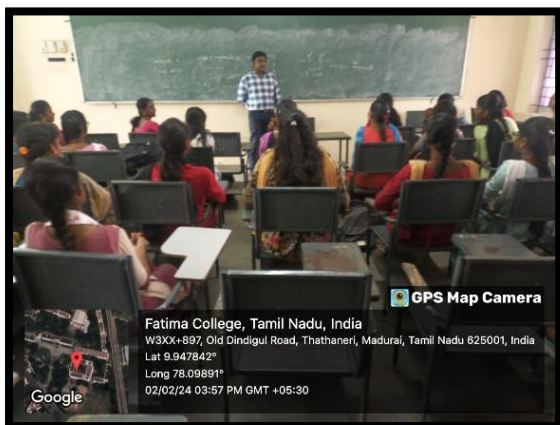 GPS Map Camera
Fatima College, Tamil Nadu, India
W3XX+897, Old Dindigul Road, Thathaneri, Madurai, Tamil Nadu 625001, India
Lat 9.947842°
Long 78.09891°
02/02/24 03:57 PM GMT +05:30
Google